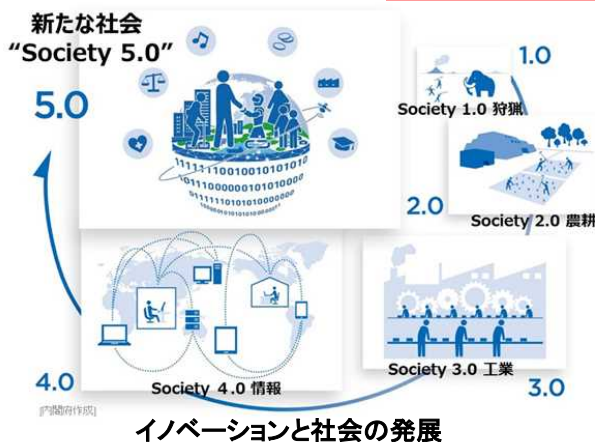 新たな社会
“Society 5.0”
5.0
1.0
Society 1.0 狩猟
2.0
Society 2.0 農耕
Society 3.0 工業
3.0
4.0
Society 4.0 情報
[内閣府作成]
イノベーションと社会の発展